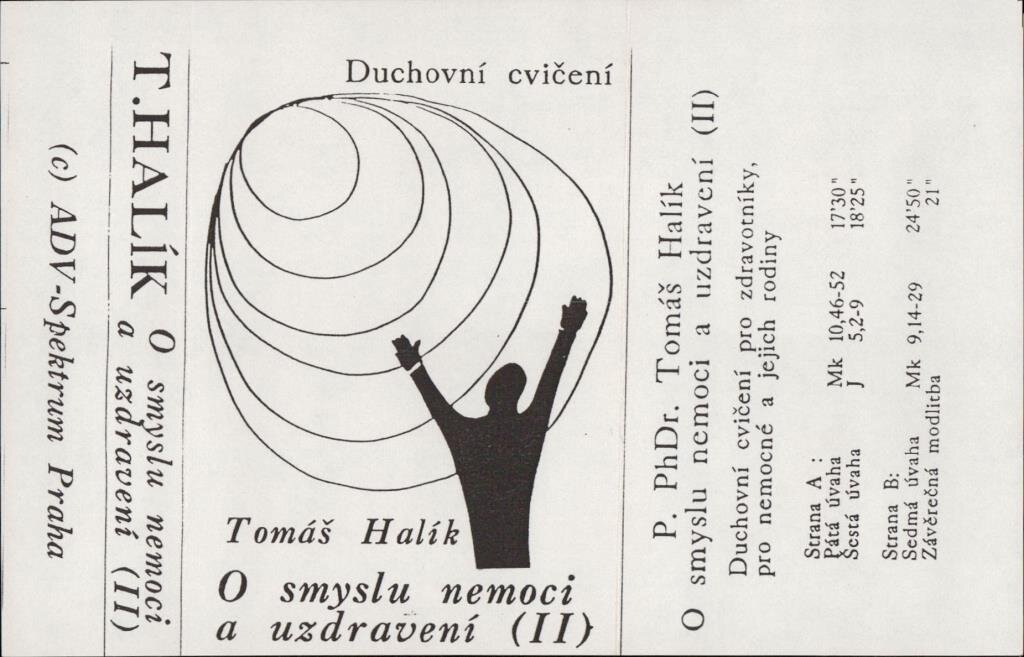 (c) ADV-Spektrum Praha
T.HALÍK O smyslu nemoci
a uzdravení (II)
Duchovní cvičení
Tomáš Halík
O smyslu nemoci
a uzdravení (II)
P. PhDr. Tomáš Halík
O smyslu nemoci a uzdravení (II)
Duchovní cvičení pro zdravotníky,
pro nemocné a jejich rodiny
Strana A :
Pátá úvaha Mk 10,46-52 17'30"
Šestá úvaha J 5,2-9 18'25"
Strana B:
Sedmá úvaha Mk 9,14-29 24'50"
Závěrečná modlitba 21"